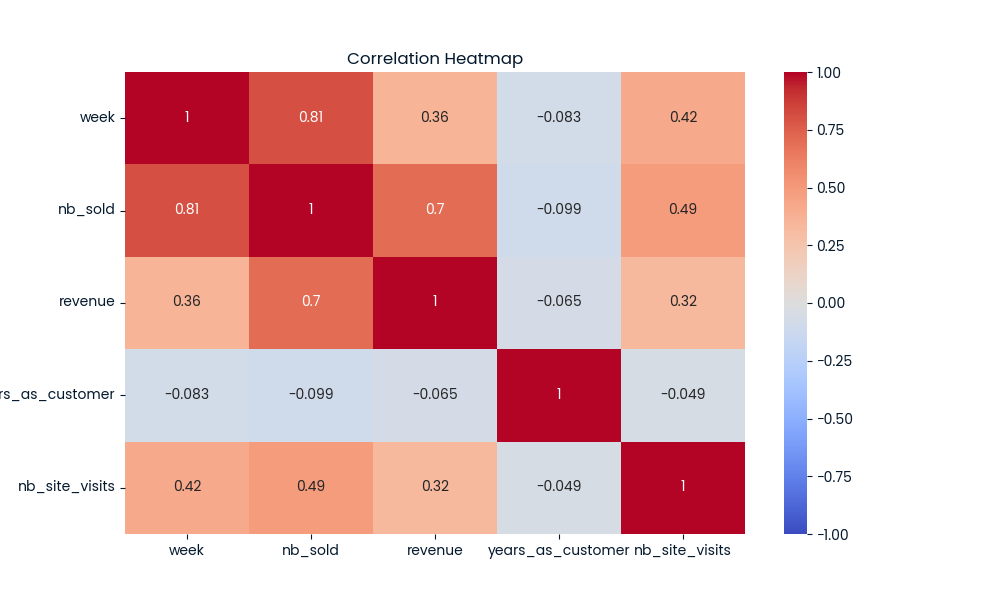 Correlation Heatmap
week 1 0.81 0.36 −0.083 0.42 1.00
0.75
nb_sold 0.81 1 0.7 −0.099 0.49 0.50
0.25
revenue 0.36 0.7 1 −0.065 0.32 0.00
−0.25
rs_as_customer −0.083 −0.099 −0.065 1 −0.049 −0.50
nb_site_visits 0.42 0.49 0.32 −0.049 1 −0.75
−1.00
week nb_sold revenue years_as_customer nb_site_visits